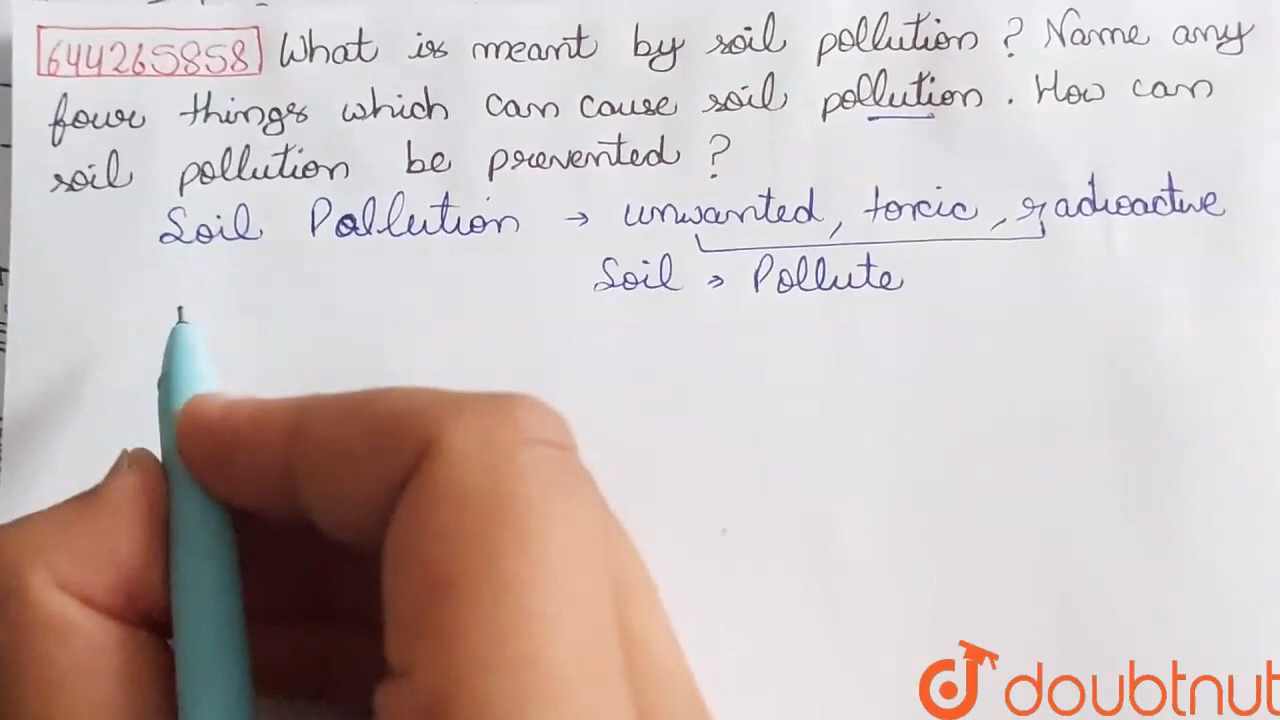 644265858 What is meant by soil pollution ? Name any
four things which can cause soil pollution . How can
soil pollution be prevented ?
Soil Pollution → unwanted, toxic, radioactive
Soil → Pollute
doubtnut